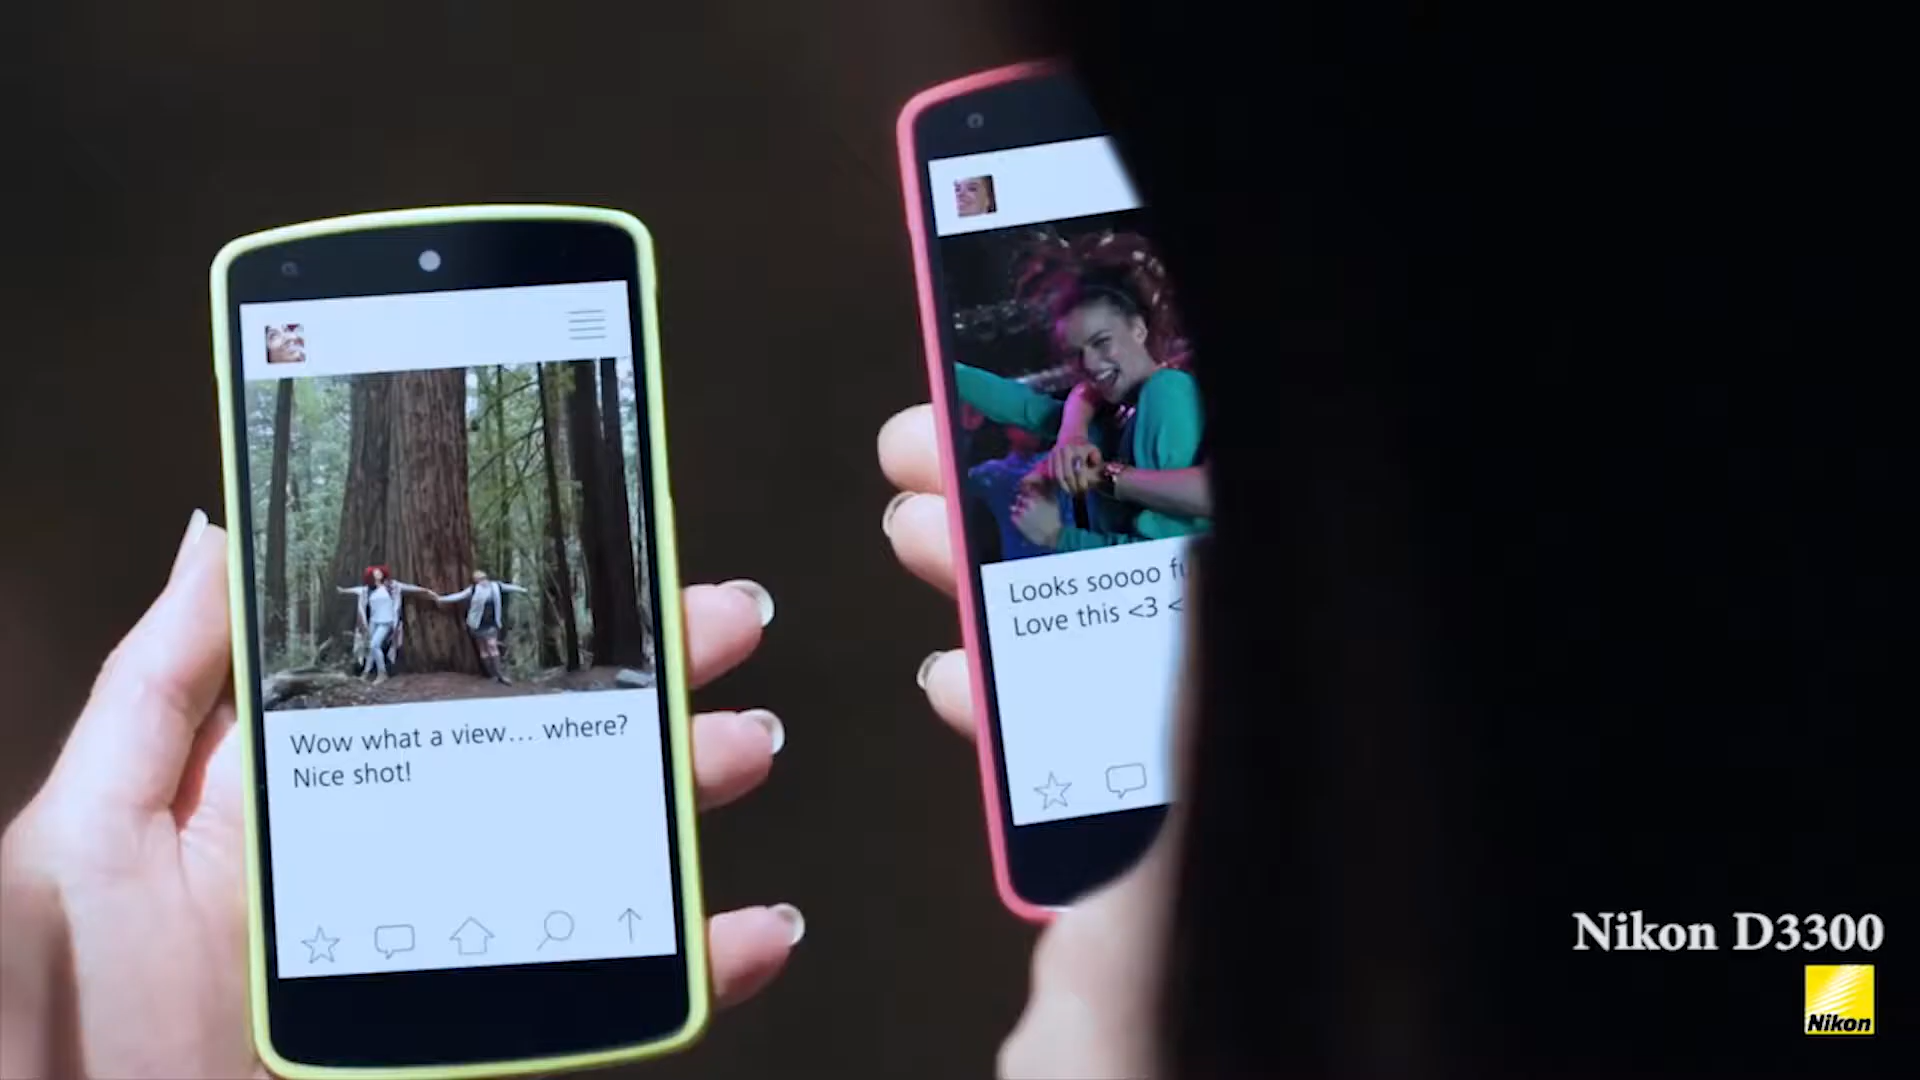 Wow what a view... where?
Nice shot!
Looks soooo
Love this <3 <
Nikon D3300
Nikon